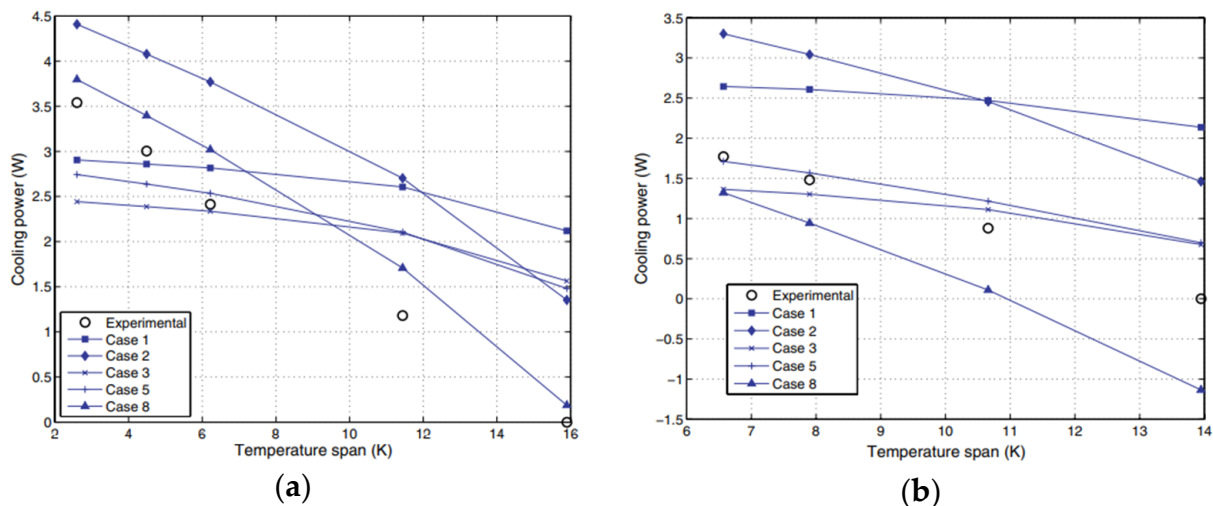 4.5
4
3.5
3
2.5
2
1.5
1
0.5
0
Cooling power (W)
Experimental
Case 1
Case 2
Case 3
Case 5
Case 8
2 4 6 8 10 12 14 16
Temperature span (K)
(a)
3.5
3
2.5
2
1.5
1
0.5
0
−0.5
−1
−1.5
Cooling power (W)
Experimental
Case 1
Case 2
Case 3
Case 5
Case 8
6 7 8 9 10 11 12 13 14
Temperature span (K)
(b)